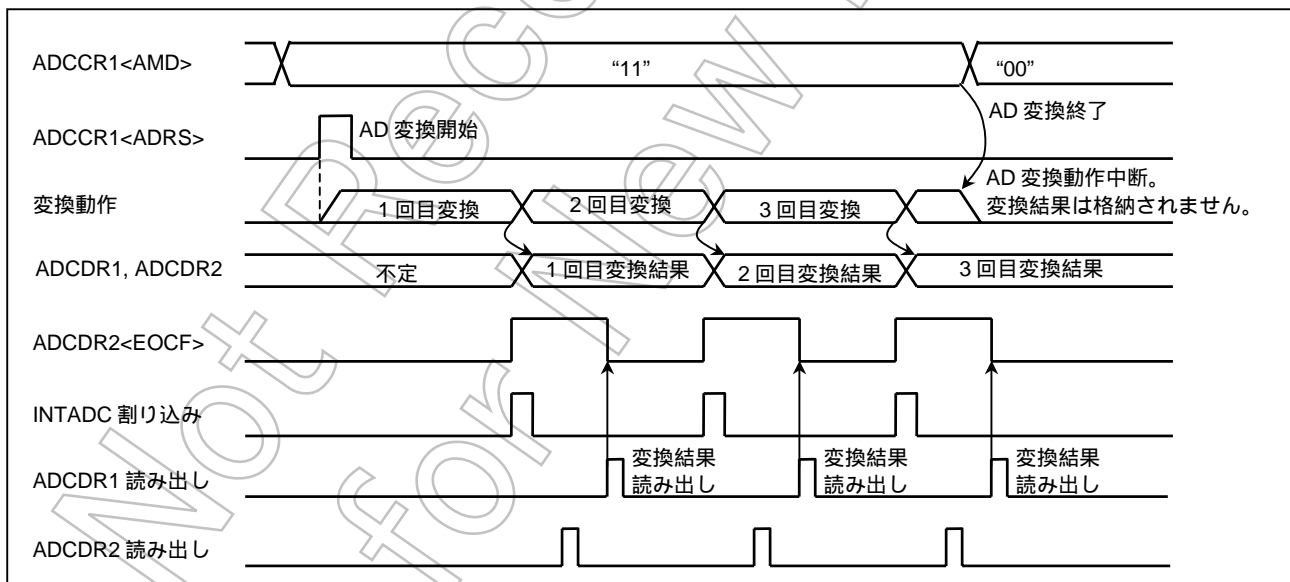 ADCCR1<AMD>
“11”
“00”
AD 変換終了
ADCCR1<ADRS>
AD 変換開始
変換動作
1 回目変換
2 回目変換
3 回目変換
AD 変換動作中断。
変換結果は格納されません。
ADCDR1, ADCDR2
不定
1 回目変換結果
2 回目変換結果
3 回目変換結果
ADCDR2<EOCF>
INTADC 割り込み
ADCDR1 読み出し
変換結果
読み出し
変換結果
読み出し
変換結果
読み出し
ADCDR2 読み出し
Not Reco
for New